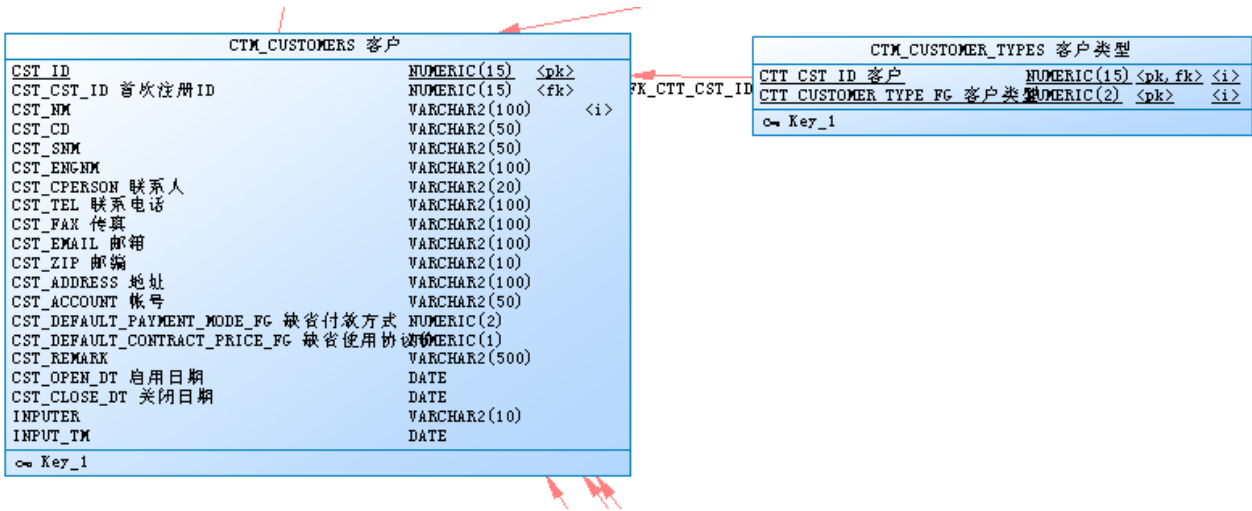 CTM_CUSTOMERS 客户
CST_ID NUMERIC(15) <pk>
CST_CST_ID 首次注册ID NUMERIC(15) <fk>
CST_NM VARCHAR2(100) <i>
CST_CD VARCHAR2(50)
CST_SNM VARCHAR2(50)
CST_ENGNM VARCHAR2(100)
CST_CPERSON 联系人 VARCHAR2(20)
CST_TEL 联系电话 VARCHAR2(100)
CST_FAX 传真 VARCHAR2(100)
CST_EMAIL 邮箱 VARCHAR2(100)
CST_ZIP 邮编 VARCHAR2(10)
CST_ADDRESS 地址 VARCHAR2(100)
CST_ACCOUNT 帐号 VARCHAR2(50)
CST_DEFAULT_PAYMENT_MODE_FG 缺省付款方式 NUMERIC(2)
CST_DEFAULT_CONTRACT_PRICE_FG 缺省使用协议价 NUMERIC(1)
CST_REMARK VARCHAR2(500)
CST_OPEN_DT 启用日期 DATE
CST_CLOSE_DT 关闭日期 DATE
INPUTER VARCHAR2(10)
INPUT_TM DATE
Key_1
FK_CTT_CST_ID
CTM_CUSTOMER_TYPES 客户类型
CTT_CST_ID 客户 NUMERIC(15) <pk,fk> <i>
CTT_CUSTOMER_TYPE_FG 客户类型 NUMERIC(2) <pk> <i>
Key_1